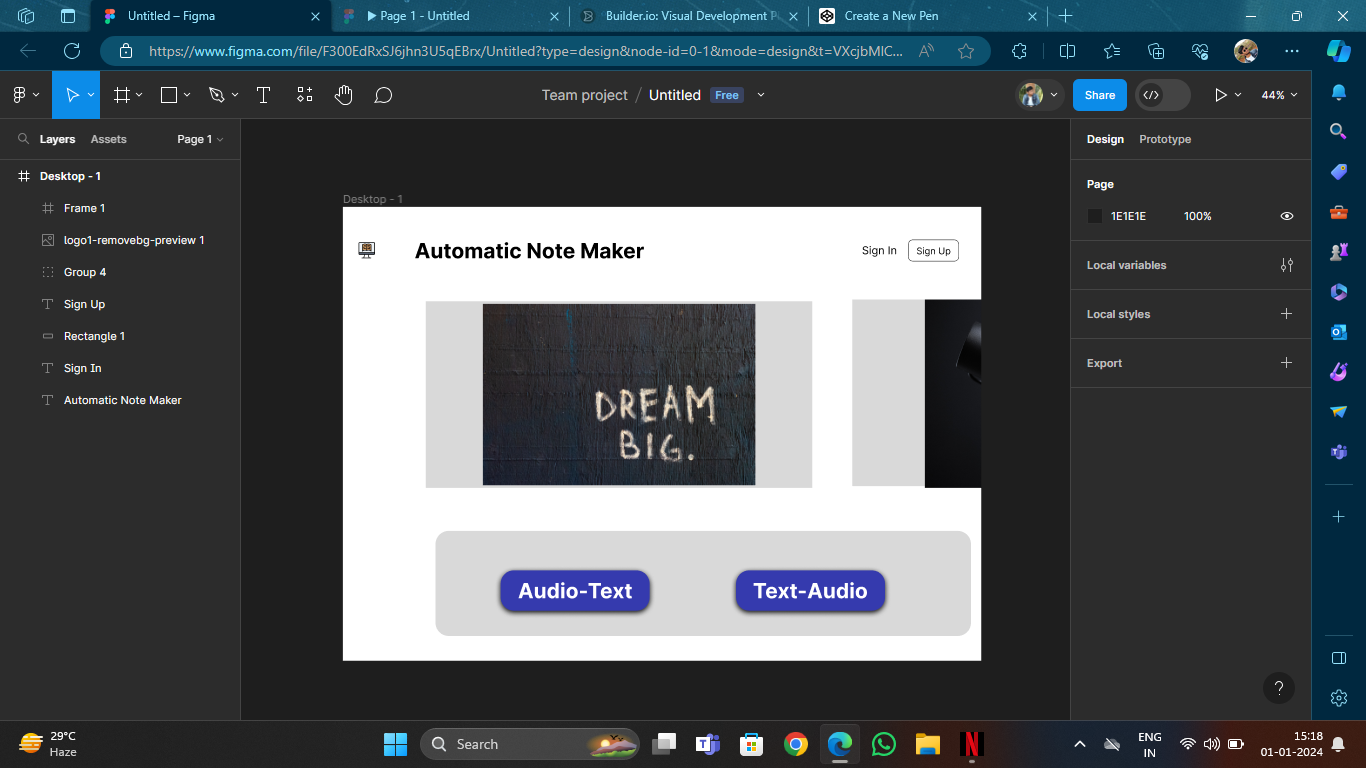 Untitled – Figma
Page 1 - Untitled
Builder.io: Visual Development P
Create a New Pen
https://www.figma.com/file/F300EdRxSJ6jhn3U5qEBrx/Untitled?type=design&node-id=0-1&mode=design&t=VXcjbMIC...
Team project / Untitled Free
Share
44%
Layers Assets Page 1
Design Prototype
Desktop - 1
Frame 1
logo1-removebg-preview 1
Group 4
Sign Up
Rectangle 1
Sign In
Automatic Note Maker
Desktop - 1
Automatic Note Maker
Sign In
Sign Up
DREAM
BIG.
Audio-Text
Text-Audio
Page
1E1E1E 100%
Local variables
Local styles
Export
?
29°C
Haze
Search
ENG
IN
15:18
01-01-2024